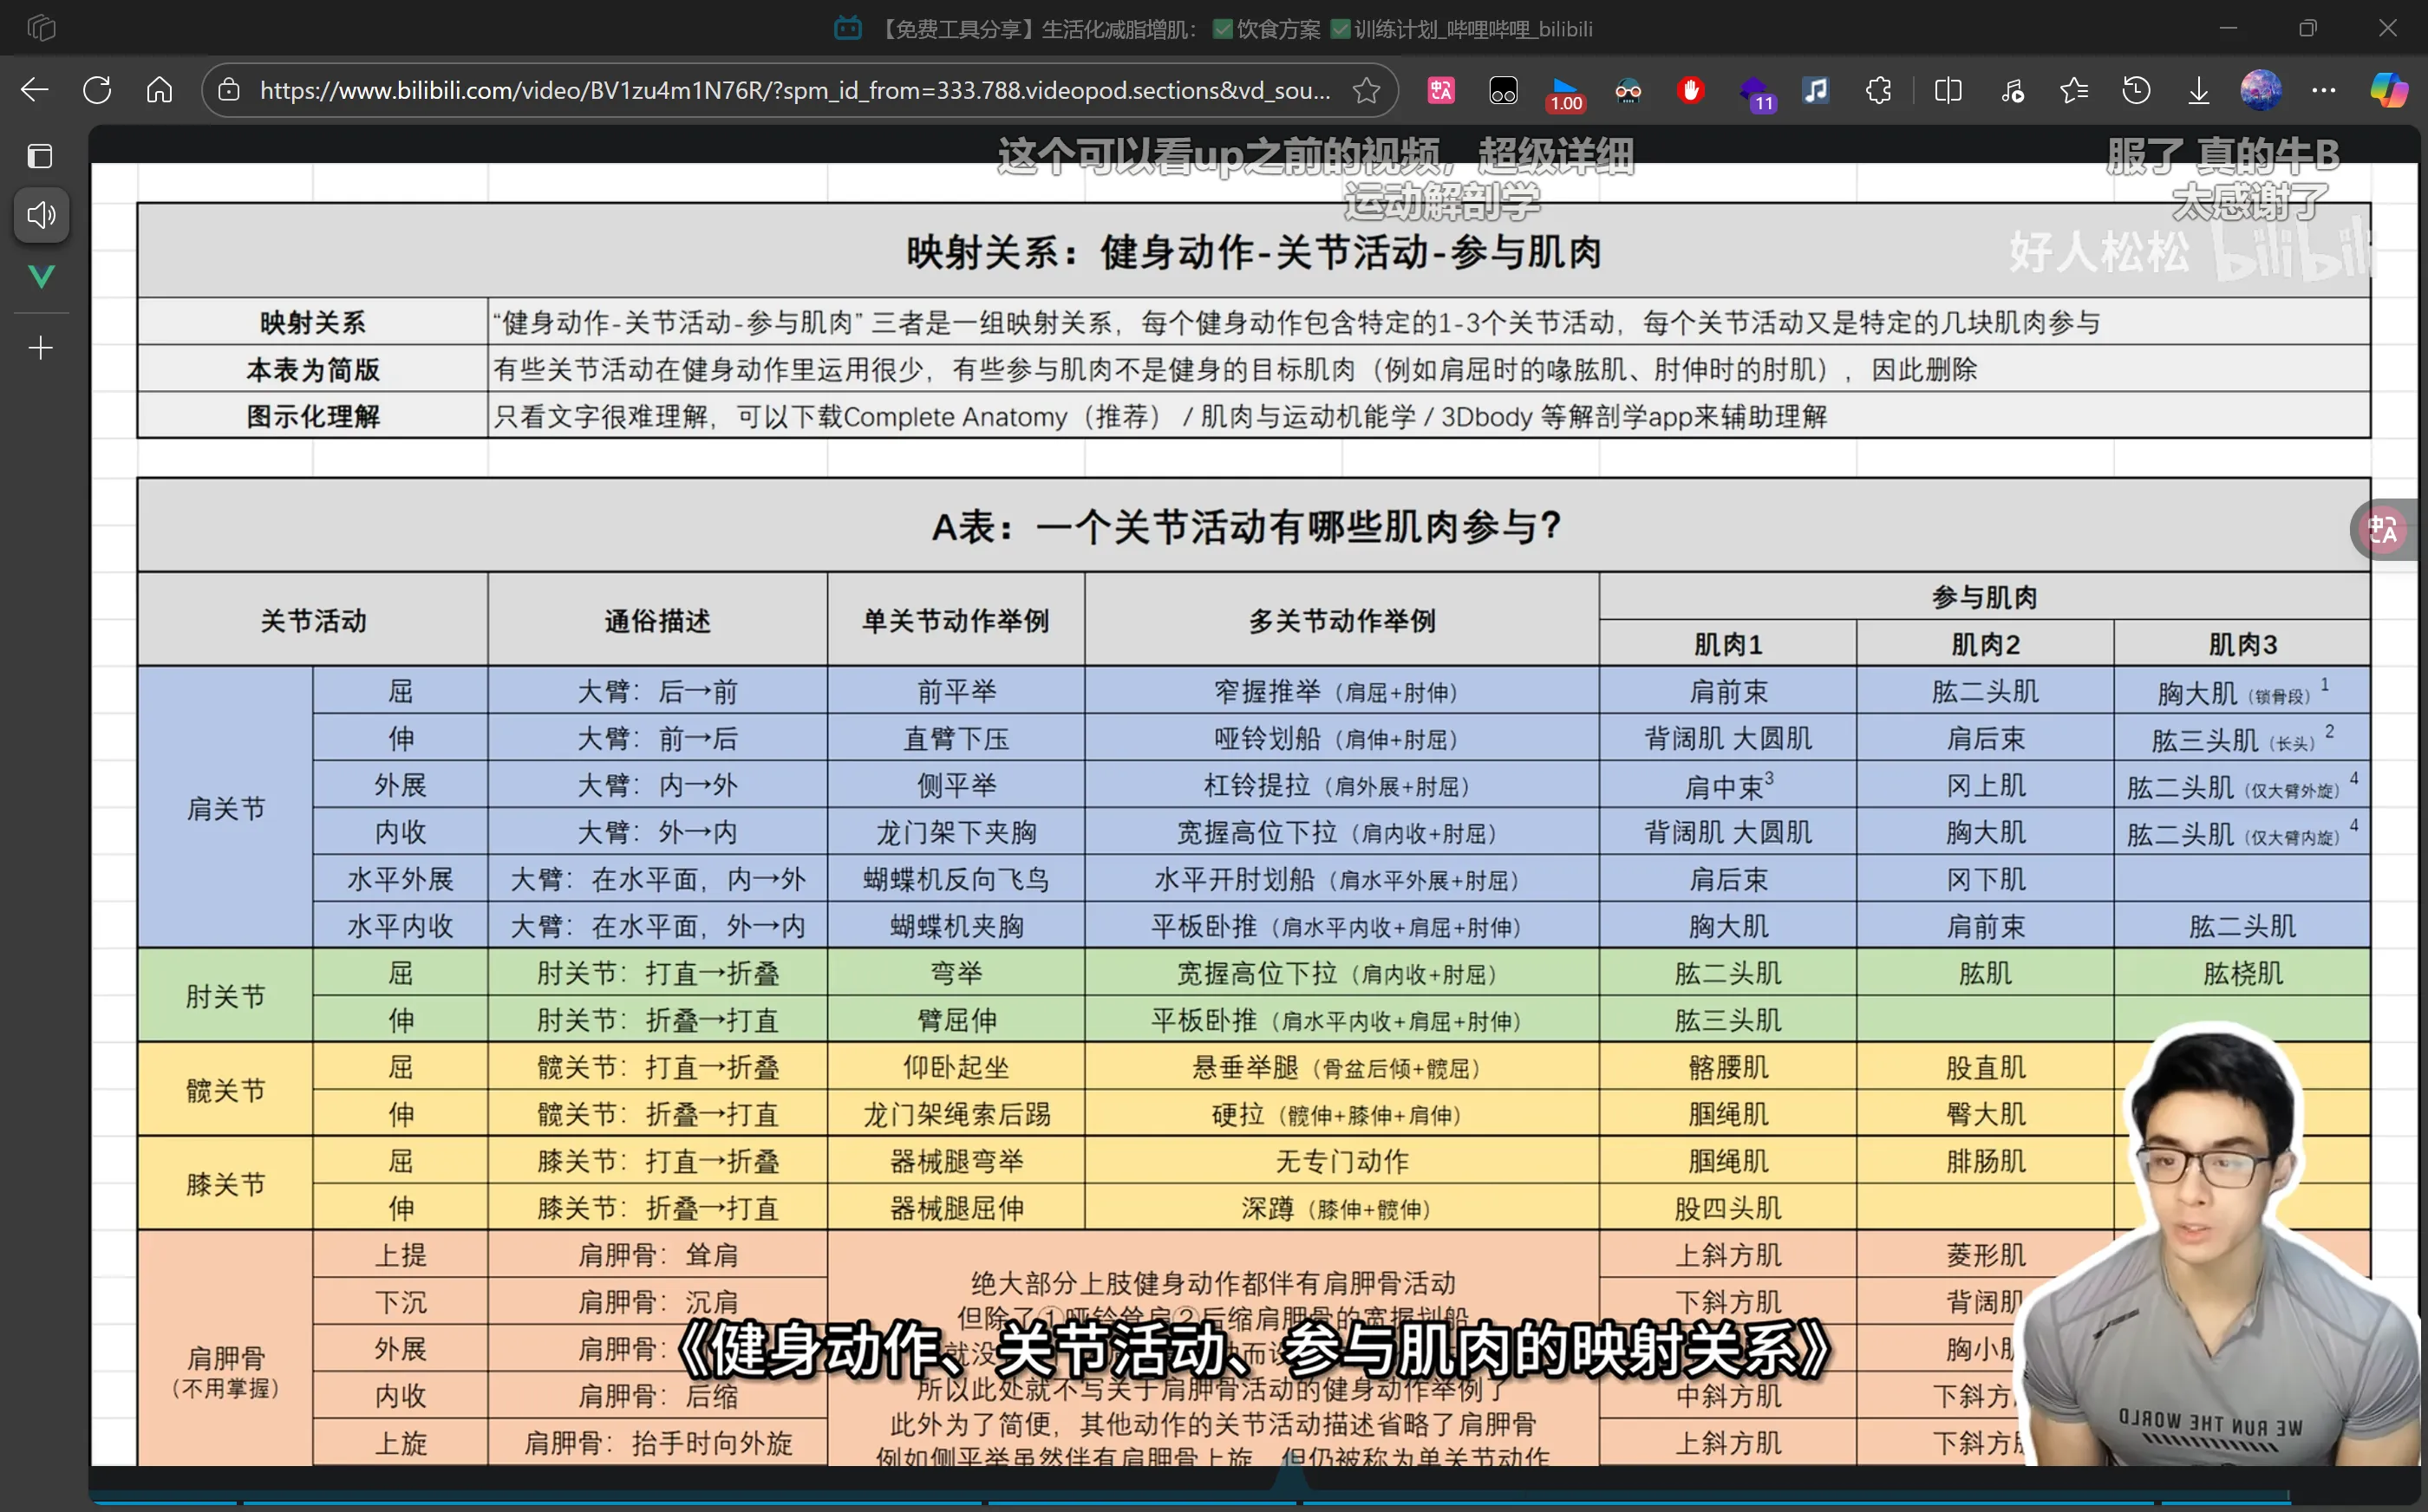 【免费工具分享】生活化减脂增肌：✅饮食方案 ✅训练计划_哔哩哔哩_bilibili
https://www.bilibili.com/video/BV1zu4m1N76R/?spm_id_from=333.788.videopod.sections&vd_sou...
1.00
11
这个可以看up之前的视频，超级详细
服了 真的牛B
运动解剖学
太感谢了
好人松松 bilibili
映射关系：健身动作-关节活动-参与肌肉
映射关系 “健身动作-关节活动-参与肌肉” 三者是一组映射关系，每个健身动作包含特定的1-3个关节活动，每个关节活动又是特定的几块肌肉参与
本表为简版 有些关节活动在健身动作里运用很少，有些参与肌肉不是健身的目标肌肉（例如肩屈时的喙肱肌、肘伸时的肘肌），因此删除
图示化理解 只看文字很难理解，可以下载Complete Anatomy（推荐） / 肌肉与运动机能学 / 3Dbody 等解剖学app来辅助理解
A表：一个关节活动有哪些肌肉参与？
关节活动 通俗描述 单关节动作举例 多关节动作举例 参与肌肉
肌肉1 肌肉2 肌肉3
肩关节
屈 大臂：后→前 前平举 窄握推举（肩屈+肘伸） 肩前束 肱二头肌 胸大肌（锁骨段）1
伸 大臂：前→后 直臂下压 哑铃划船（肩伸+肘屈） 背阔肌 大圆肌 肩后束 肱三头肌（长头）2
外展 大臂：内→外 侧平举 杠铃提拉（肩外展+肘屈） 肩中束3 冈上肌 肱二头肌（仅大臂外旋）4
内收 大臂：外→内 龙门架下夹胸 宽握高位下拉（肩内收+肘屈） 背阔肌 大圆肌 胸大肌 肱二头肌（仅大臂内旋）4
水平外展 大臂：在水平面，内→外 蝴蝶机反向飞鸟 水平开肘划船（肩水平外展+肘屈） 肩后束 冈下肌
水平内收 大臂：在水平面，外→内 蝴蝶机夹胸 平板卧推（肩水平内收+肩屈+肘伸） 胸大肌 肩前束 肱二头肌
肘关节
屈 肘关节：打直→折叠 弯举 宽握高位下拉（肩内收+肘屈） 肱二头肌 肱肌 肱桡肌
伸 肘关节：折叠→打直 臂屈伸 平板卧推（肩水平内收+肩屈+肘伸） 肱三头肌
髋关节
屈 髋关节：打直→折叠 仰卧起坐 悬垂举腿（骨盆后倾+髋屈） 髂腰肌 股直肌
伸 髋关节：折叠→打直 龙门架绳索后踢 硬拉（髋伸+膝伸+肩伸） 腘绳肌 臀大肌
膝关节
屈 膝关节：打直→折叠 器械腿弯举 无专门动作 腘绳肌 腓肠肌
伸 膝关节：折叠→打直 器械腿屈伸 深蹲（膝伸+髋伸） 股四头肌
肩胛骨
（不用掌握）
上提 肩胛骨：耸肩 上斜方肌 菱形肌
下沉 肩胛骨：沉肩 下斜方肌 背阔肌
外展 肩胛骨： 胸小肌
内收 肩胛骨：后缩 中斜方肌 下斜方
上旋 肩胛骨：抬手时向外旋 上斜方肌 下斜方
绝大部分上肢健身动作都伴有肩胛骨活动
但除了①哑铃耸肩②后缩肩胛骨的宽握划船
就没
所以此处就不写关于肩胛骨活动的健身动作举例了
此外为了简便，其他动作的关节活动描述省略了肩胛骨
例如侧平举虽然伴有肩胛骨上旋，但仍被称为单关节动作
《健身动作、关节活动、参与肌肉的映射关系》
WE RUN THE WORLD